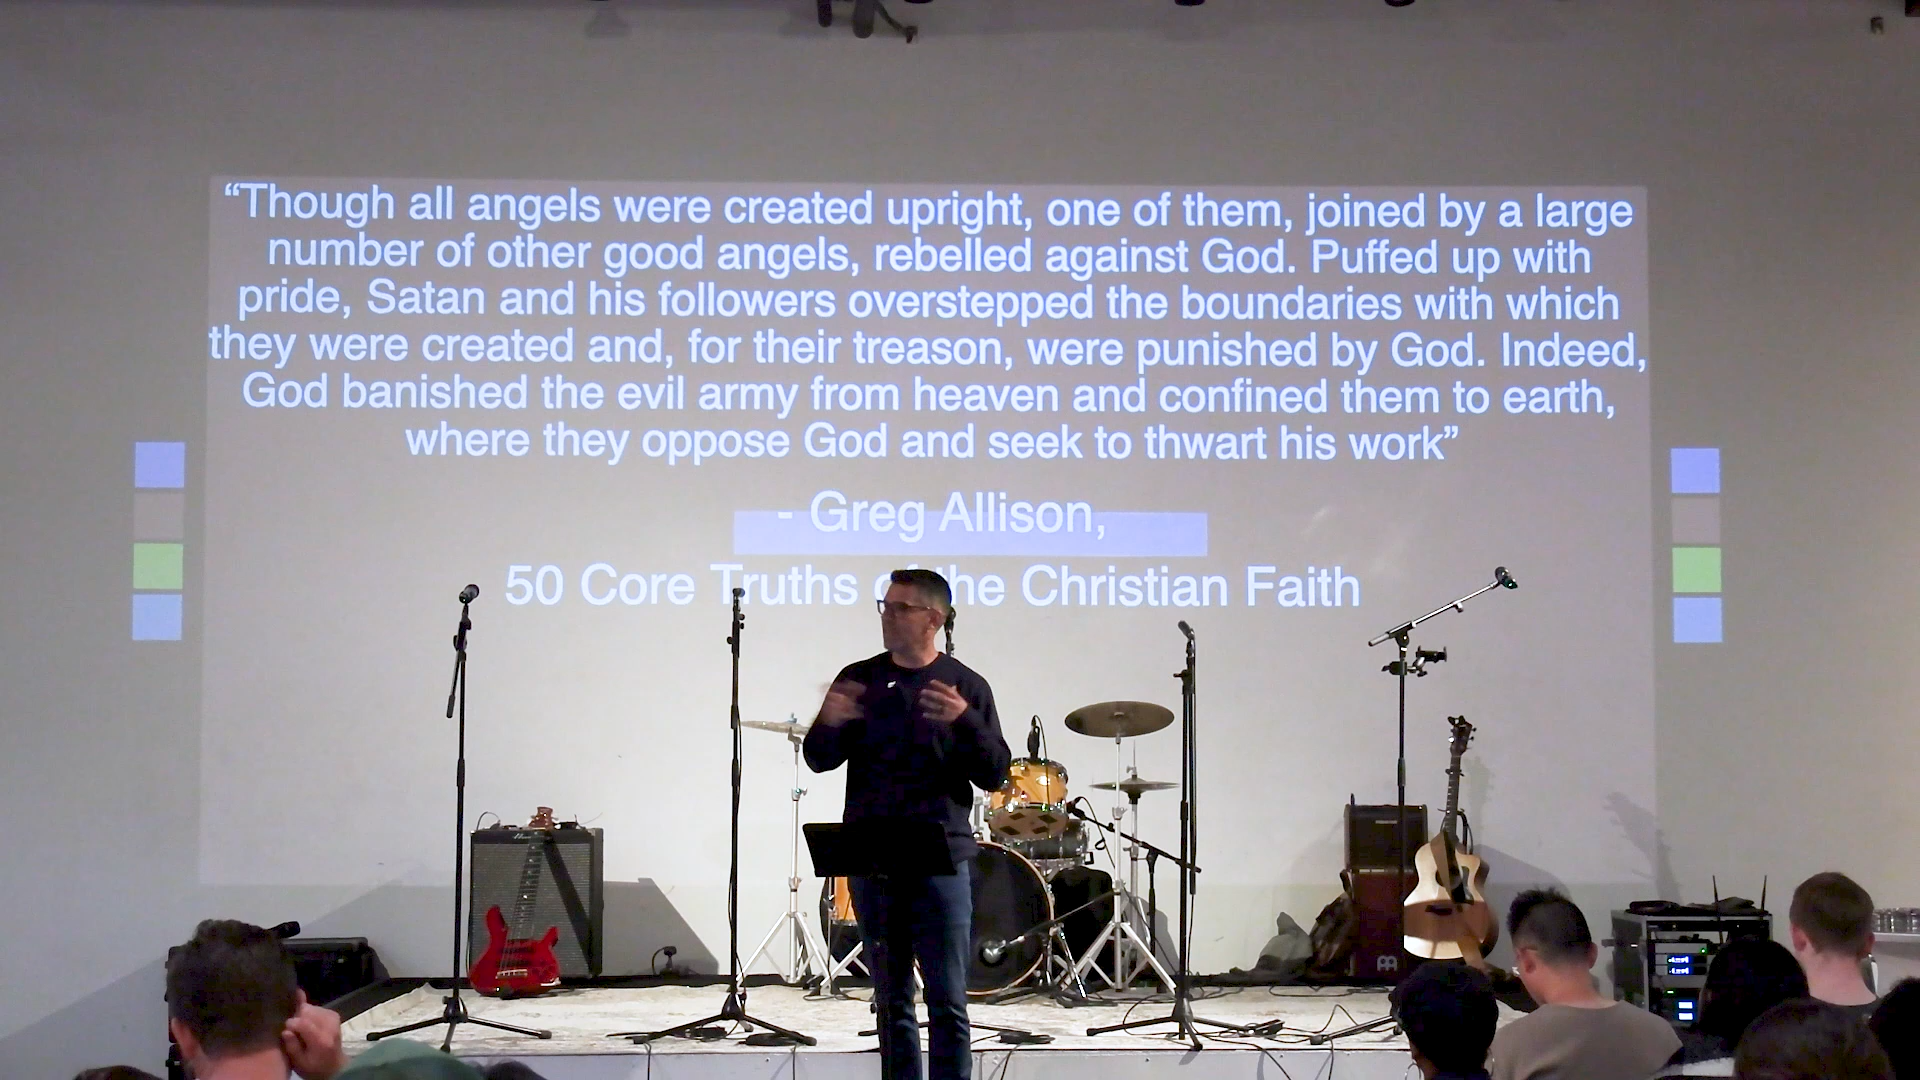 “Though all angels were created upright, one of them, joined by a large
number of other good angels, rebelled against God. Puffed up with
pride, Satan and his followers overstepped the boundaries with which
they were created and, for their treason, were punished by God. Indeed,
God banished the evil army from heaven and confined them to earth,
where they oppose God and seek to thwart his work”
- Greg Allison,
50 Core Truths of the Christian Faith